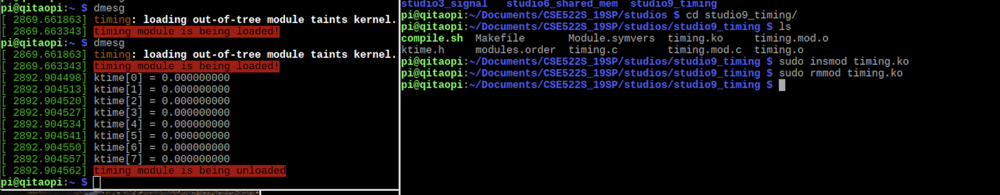 pi@qitaopi:~ $ dmesg
[ 2869.661863] timing: loading out-of-tree module taints kernel.
[ 2869.663343] timing module is being loaded!
pi@qitaopi:~ $ dmesg
[ 2869.661863] timing: loading out-of-tree module taints kernel.
[ 2869.663343] timing module is being loaded!
[ 2892.904498] ktime[0] = 0.000000000
[ 2892.904513] ktime[1] = 0.000000000
[ 2892.904520] ktime[2] = 0.000000000
[ 2892.904527] ktime[3] = 0.000000000
[ 2892.904534] ktime[4] = 0.000000000
[ 2892.904541] ktime[5] = 0.000000000
[ 2892.904550] ktime[6] = 0.000000000
[ 2892.904557] ktime[7] = 0.000000000
[ 2892.904562] timing module is being unloaded
pi@qitaopi:~ $
studio3_signal studio6_shared_mem studio9_timing
pi@qitaopi:~/Documents/CSE522S_19SP/studios $ cd studio9_timing/
pi@qitaopi:~/Documents/CSE522S_19SP/studios/studio9_timing $ ls
compile.sh Makefile Module.symvers timing.ko timing.mod.o
ktime.h modules.order timing.c timing.mod.c timing.o
pi@qitaopi:~/Documents/CSE522S_19SP/studios/studio9_timing $ sudo insmod timing.ko
pi@qitaopi:~/Documents/CSE522S_19SP/studios/studio9_timing $ sudo rmmod timing.ko
pi@qitaopi:~/Documents/CSE522S_19SP/studios/studio9_timing $